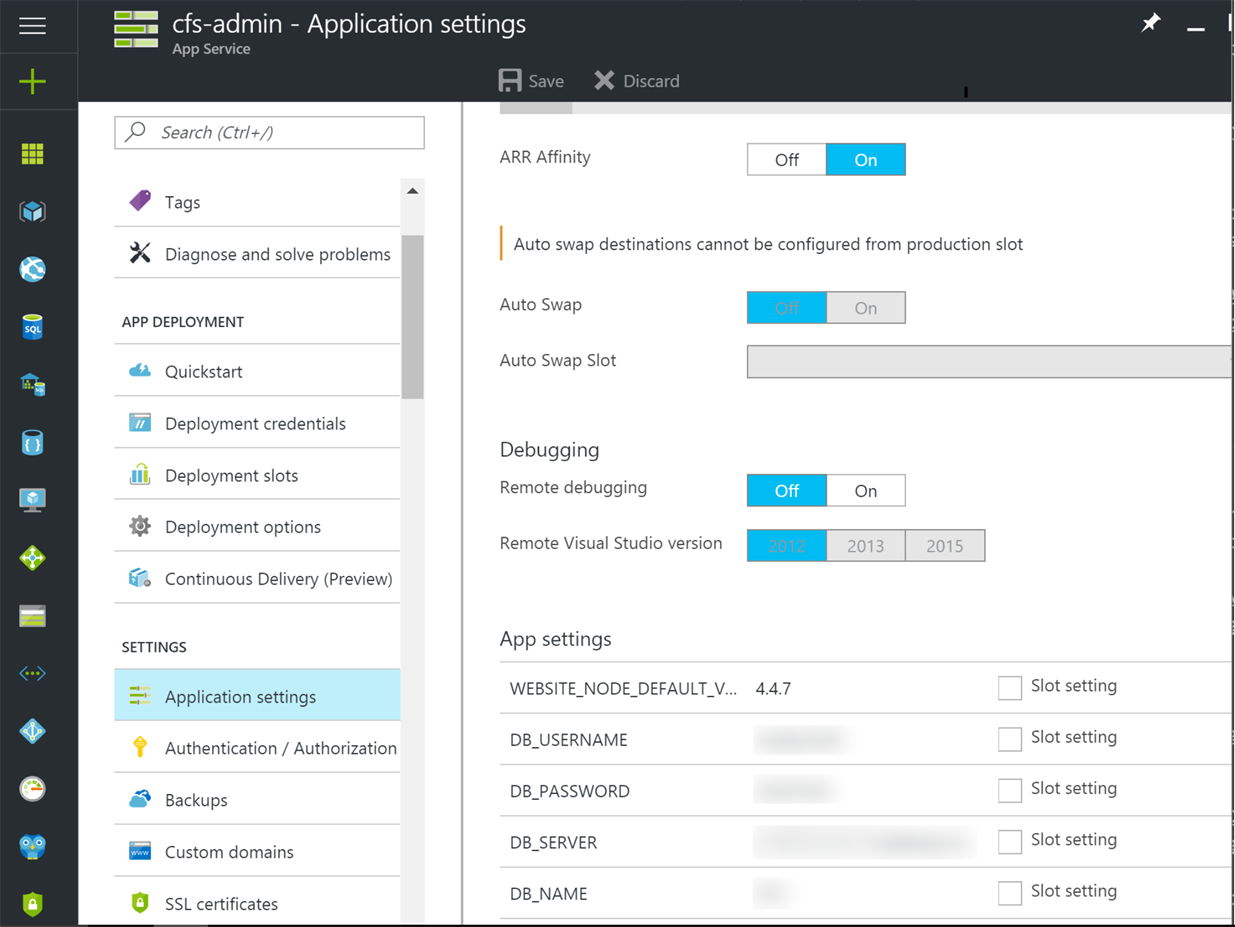 cfs-admin - Application settings
App Service
Save
Discard
Search (Ctrl+/)
Tags
Diagnose and solve problems
APP DEPLOYMENT
Quickstart
Deployment credentials
Deployment slots
Deployment options
Continuous Delivery (Preview)
SETTINGS
Application settings
Authentication / Authorization
Backups
Custom domains
SSL certificates
ARR Affinity
Off On
Auto swap destinations cannot be configured from production slot
Auto Swap
Off On
Auto Swap Slot
Debugging
Remote debugging
Off On
Remote Visual Studio version
2012 2013 2015
App settings
WEBSITE_NODE_DEFAULT_V... 4.4.7 Slot setting
DB_USERNAME Slot setting
DB_PASSWORD Slot setting
DB_SERVER Slot setting
DB_NAME Slot setting
SQL
www